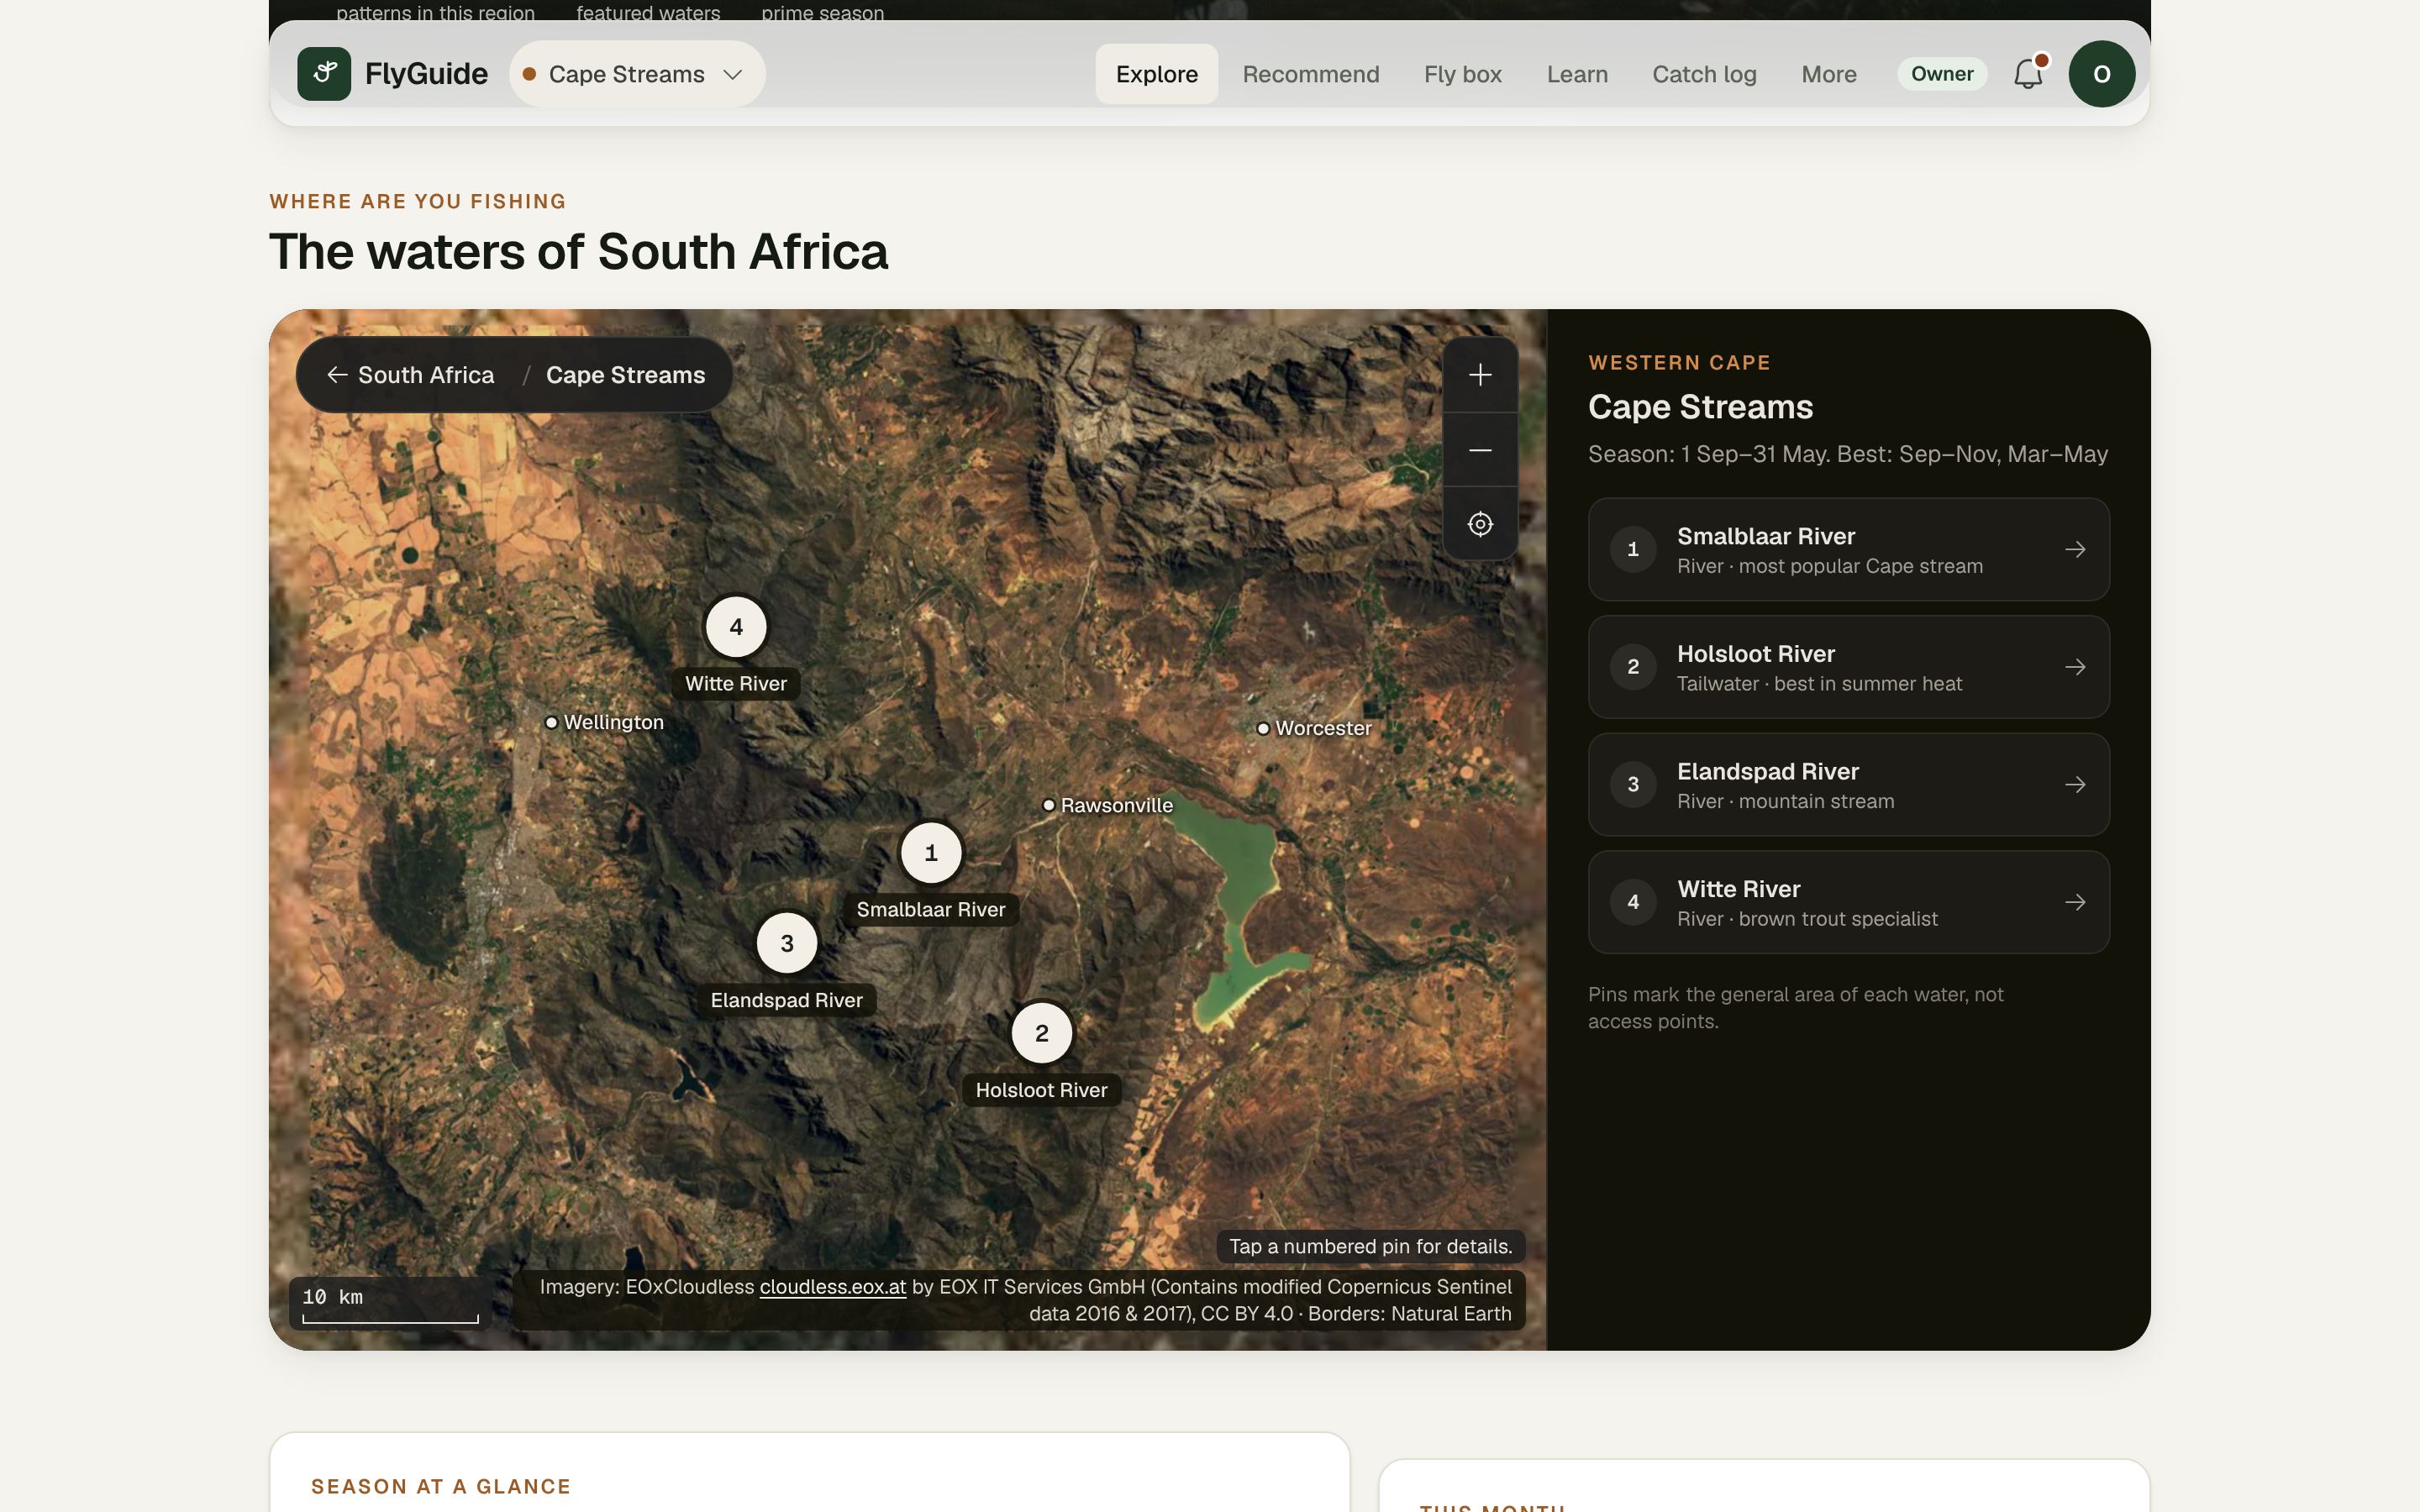 patterns in this region featured waters prime season
FlyGuide Cape Streams Explore Recommend Fly box Learn Catch log More Owner O
WHERE ARE YOU FISHING
The waters of South Africa
South Africa / Cape Streams
4
Witte River
Wellington
Worcester
Rawsonville
1
Smalblaar River
3
Elandspad River
2
Holsloot River
Tap a numbered pin for details.
10 km
Imagery: EOxCloudless cloudless.eox.at by EOX IT Services GmbH (Contains modified Copernicus Sentinel
data 2016 & 2017), CC BY 4.0 · Borders: Natural Earth
WESTERN CAPE
Cape Streams
Season: 1 Sep–31 May. Best: Sep–Nov, Mar–May
1 Smalblaar River
River · most popular Cape stream
2 Holsloot River
Tailwater · best in summer heat
3 Elandspad River
River · mountain stream
4 Witte River
River · brown trout specialist
Pins mark the general area of each water, not
access points.
SEASON AT A GLANCE
THIS MONTH